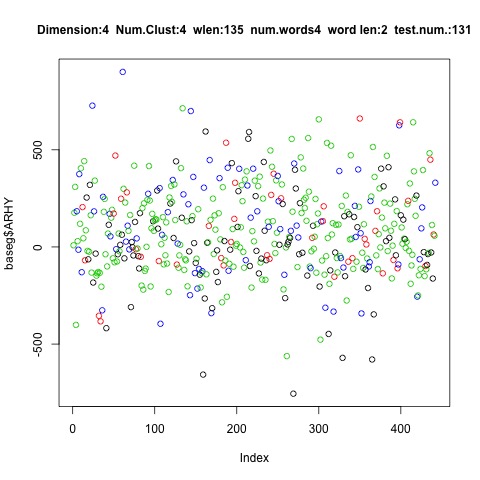 Dimension:4 Num.Clust:4 wlen:135 num.words4 word len:2 test.num.:131
baseg$ARHY
500
0
-500
0 100 200 300 400
Index